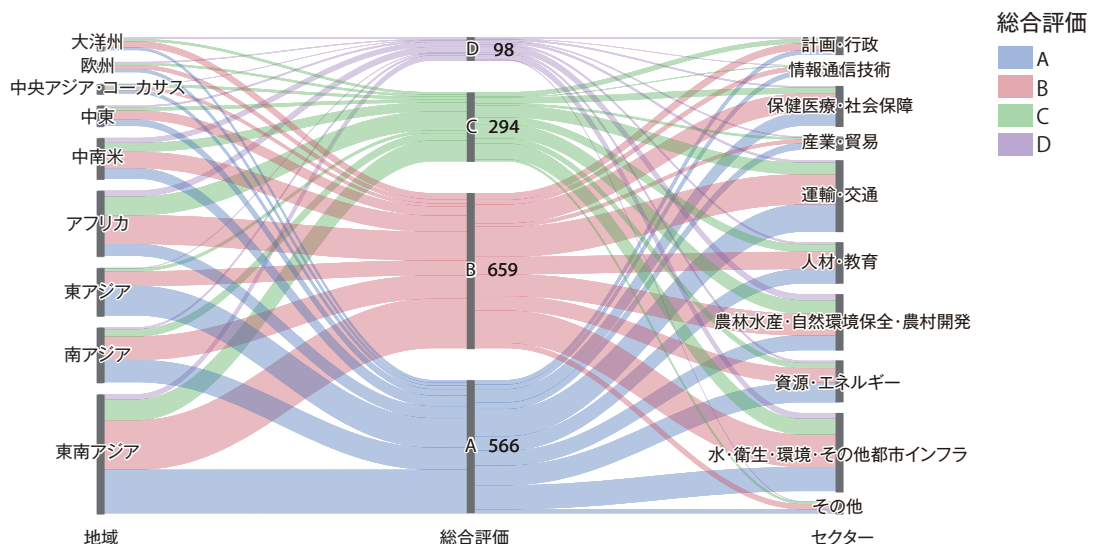 総合評価
A
B
C
D
大洋州
欧州
中央アジア・コーカサス
中東
中南米
アフリカ
東アジア
南アジア
東南アジア
D 98
C 294
B 659
A 566
計画・行政
情報通信技術
保健医療・社会保障
産業・貿易
運輸・交通
人材・教育
農林水産・自然環境保全・農村開発
資源・エネルギー
水・衛生・環境・その他都市インフラ
その他
地域
総合評価
セクター